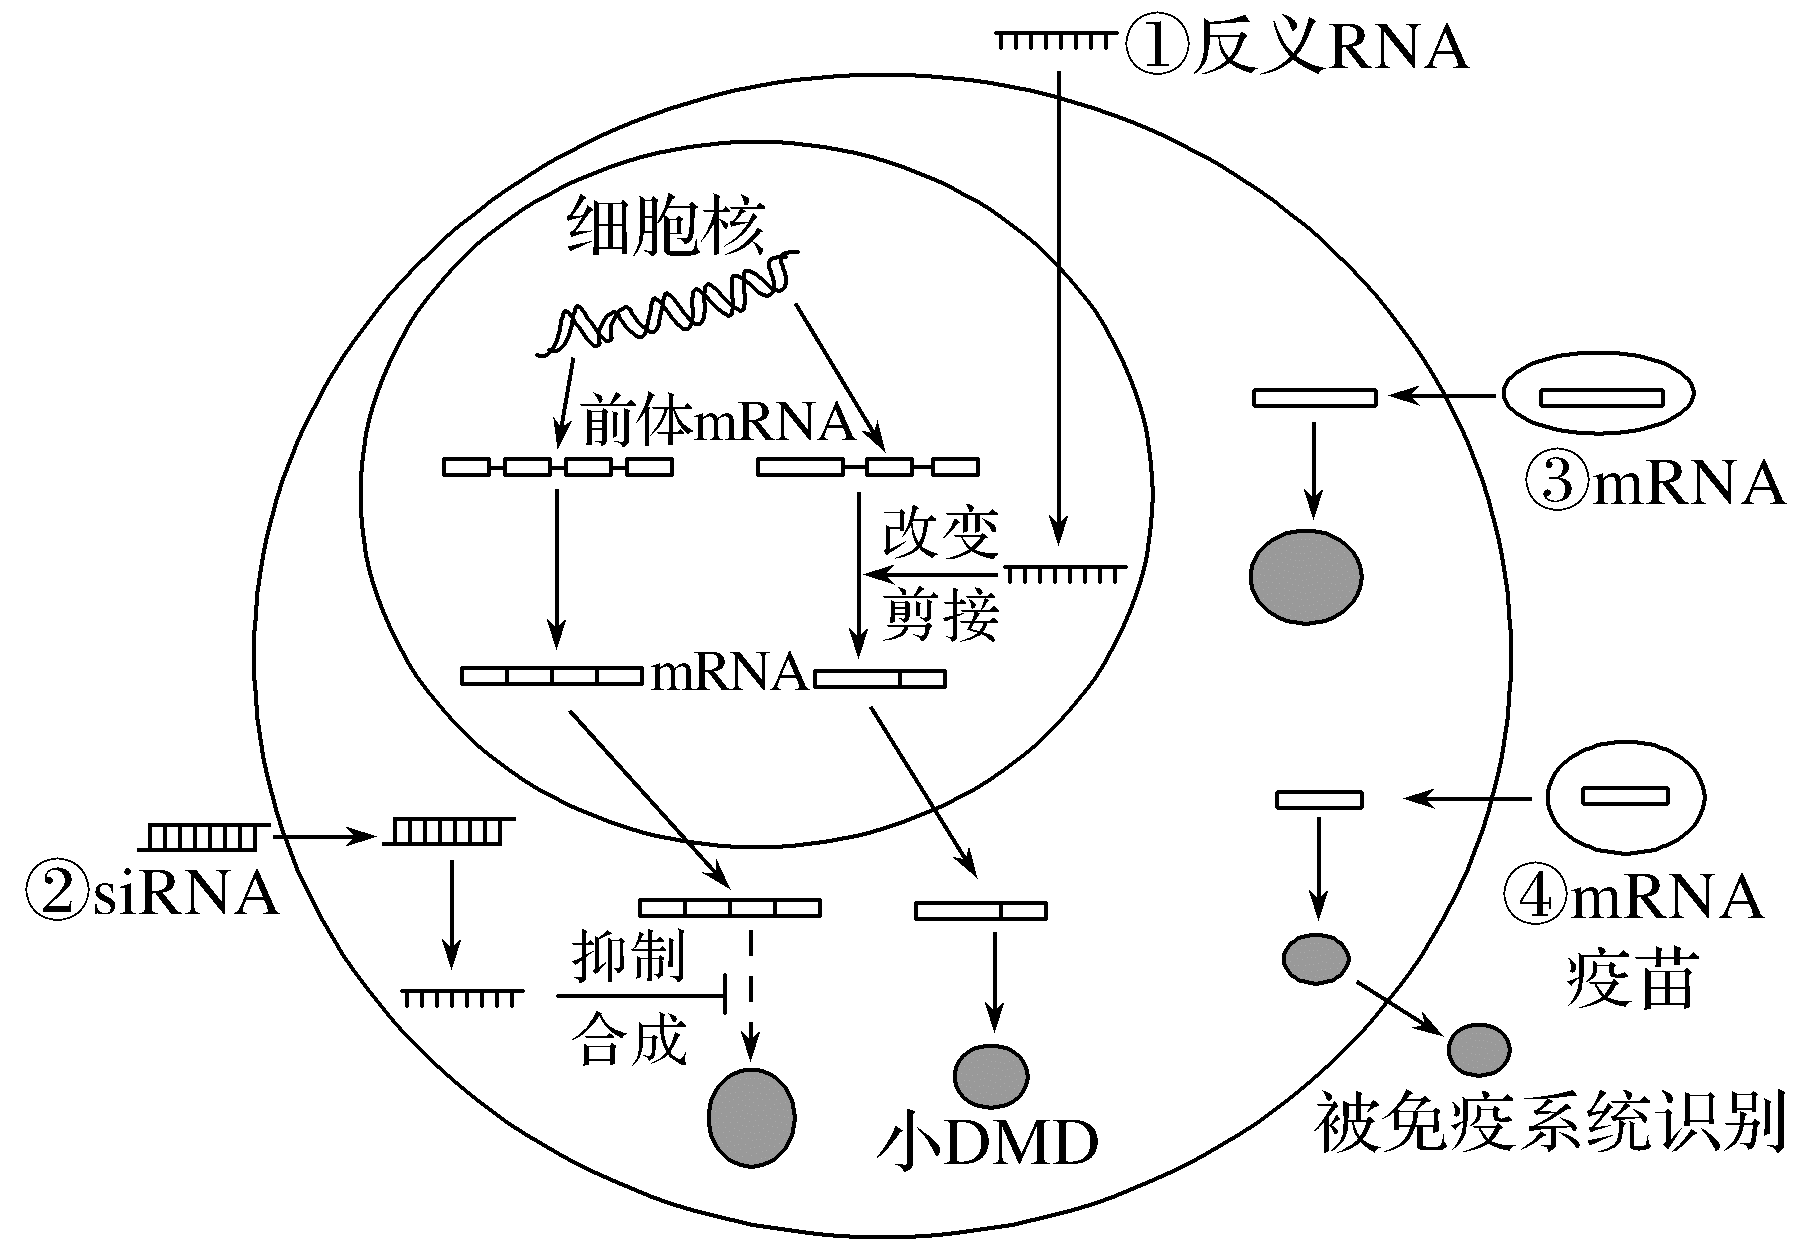 ①反义RNA
细胞核
前体mRNA
③mRNA
改变
剪接
mRNA
②siRNA
④mRNA
疫苗
抑制
合成
小DMD
被免疫系统识别